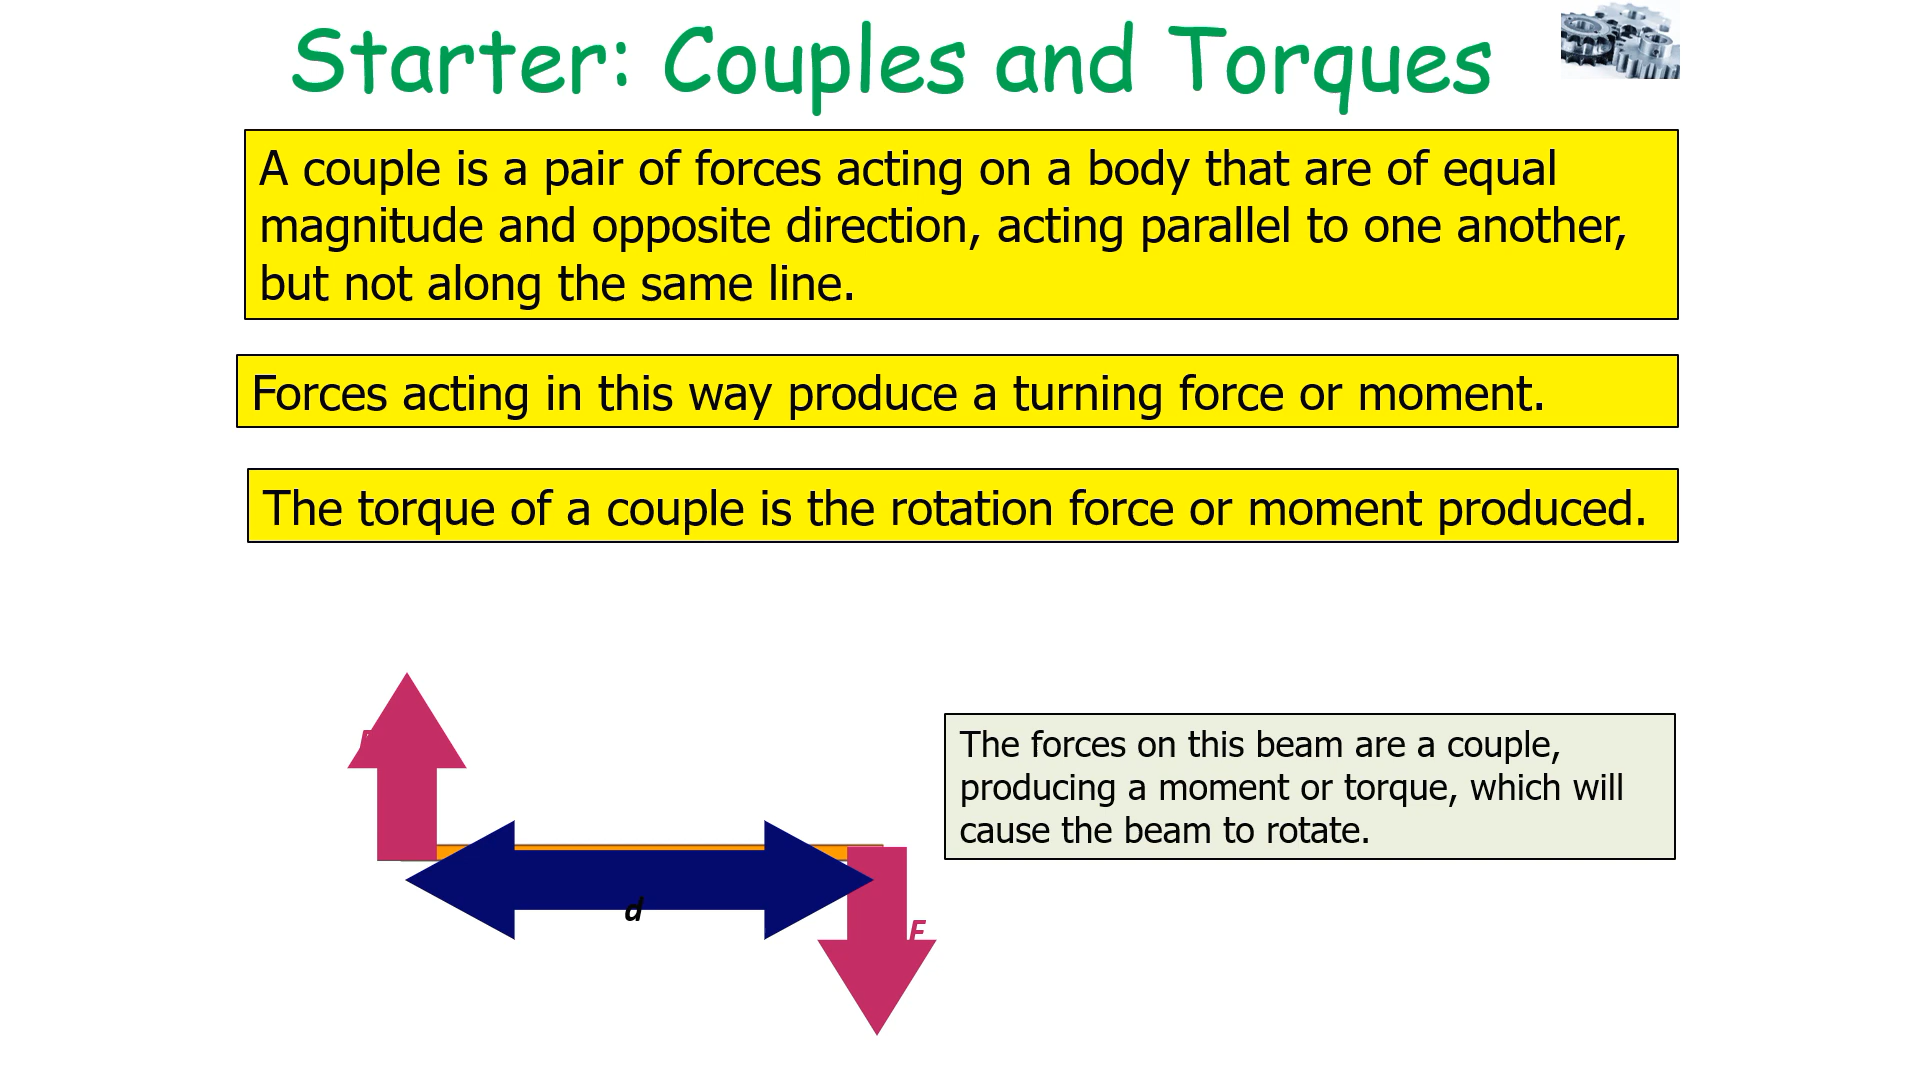 Starter: Couples and Torques
A couple is a pair of forces acting on a body that are of equal
magnitude and opposite direction, acting parallel to one another,
but not along the same line.
Forces acting in this way produce a turning force or moment.
The torque of a couple is the rotation force or moment produced.
The forces on this beam are a couple,
producing a moment or torque, which will
cause the beam to rotate.
d
F